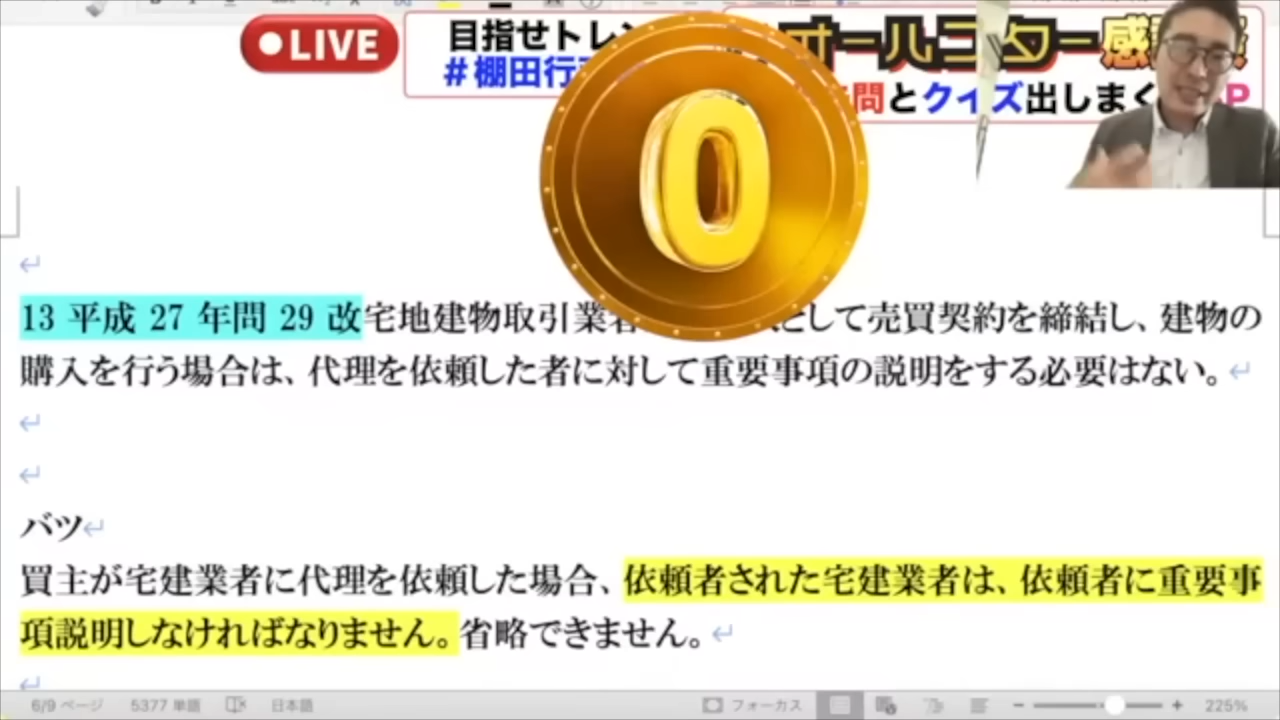 LIVE
目指せトレン オールスター感
#棚田行 問とクイズ出しまく P
0
13 平成 27 年問 29 改宅地建物取引業者 として売買契約を締結し、建物の
購入を行う場合は、代理を依頼した者に対して重要事項の説明をする必要はない。
バツ
買主が宅建業者に代理を依頼した場合、依頼者された宅建業者は、依頼者に重要事
項説明しなければなりません。省略できません。
6/9 ページ 5377 単語 日本語 フォーカス 225%